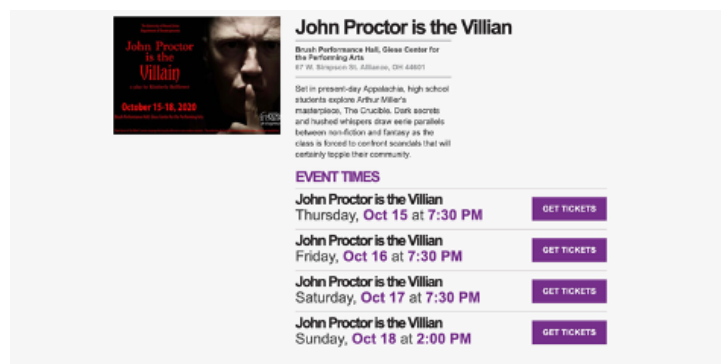 John Proctor
is the
Villain
October 15-18, 2020
John Proctor is the Villian
Brush Performance Hall, Giese Center for
the Performing Arts
67 W. Simpson St, Alliance, OH 44601
Set in present-day Appalachia, high school
students explore Arthur Miller's
masterpiece, The Crucible. Dark secrets
and hushed whispers draw eerie parallels
between non-fiction and fantasy as the
class is forced to confront scandals that will
certainly topple their community.
EVENT TIMES
John Proctor is the Villian
Thursday, Oct 15 at 7:30 PM
GET TICKETS
John Proctor is the Villian
Friday, Oct 16 at 7:30 PM
GET TICKETS
John Proctor is the Villian
Saturday, Oct 17 at 7:30 PM
GET TICKETS
John Proctor is the Villian
Sunday, Oct 18 at 2:00 PM
GET TICKETS